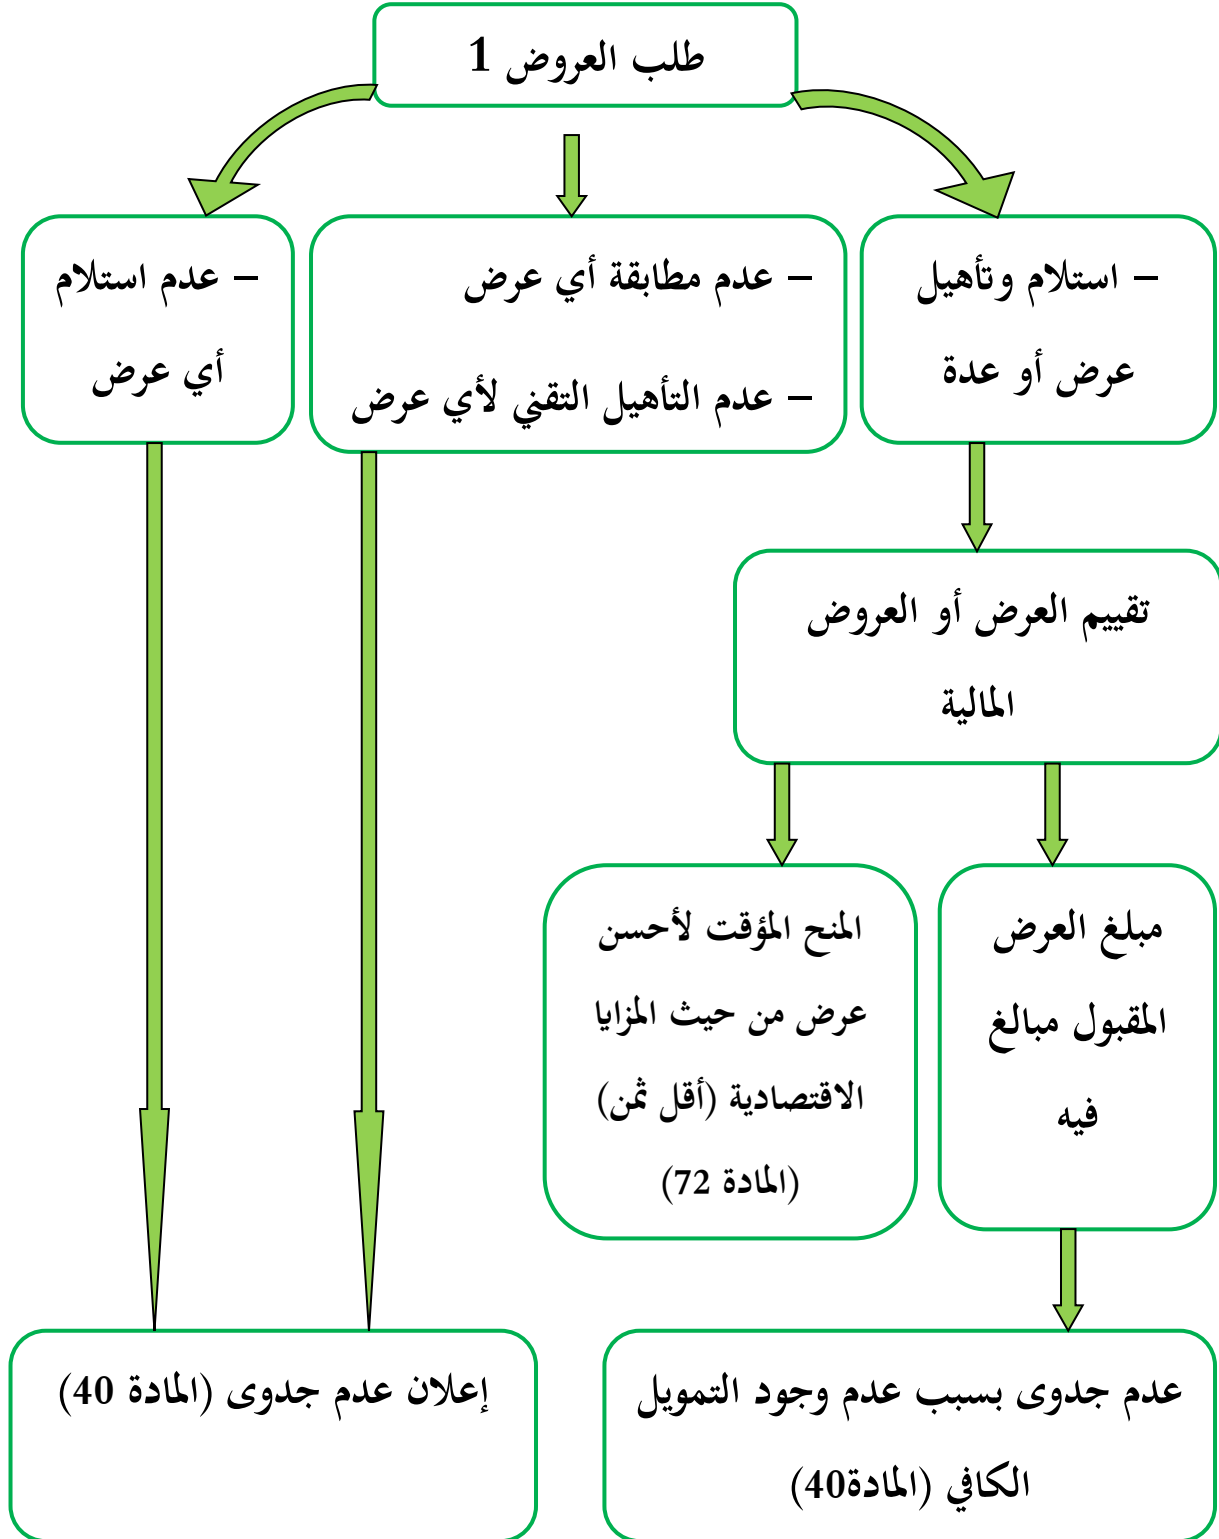 طلب العروض 1
– استلام وتأهيل
عرض أو عدة
– عدم مطابقة أي عرض
– عدم التأهيل التقني لأي عرض
– عدم استلام
أي عرض
تقييم العرض أو العروض
المالية
مبلغ العرض
المقبول مبالغ
فيه
المنح المؤقت لأحسن
عرض من حيث المزايا
الاقتصادية (أقل ثمن)
(المادة 72)
عدم جدوى بسبب عدم وجود التمويل
الكافي (المادة40)
إعلان عدم جدوى (المادة 40)